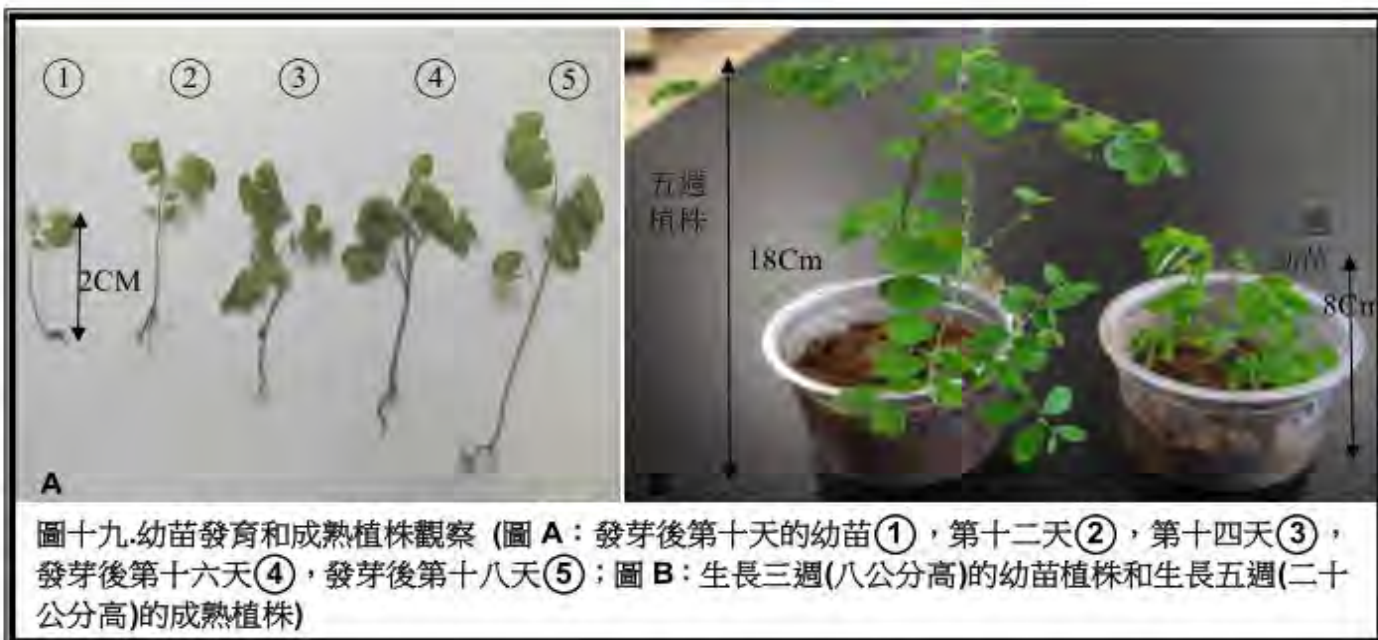 ① ② ③ ④ ⑤
2CM
A
五週
植株
18Cm
8Cm
圖十九.幼苗發育和成熟植株觀察 (圖 A：發芽後第十天的幼苗①，第十二天②，第十四天③，
發芽後第十六天④，發芽後第十八天⑤；圖 B：生長三週(八公分高)的幼苗植株和生長五週(二十
公分高)的成熟植株)